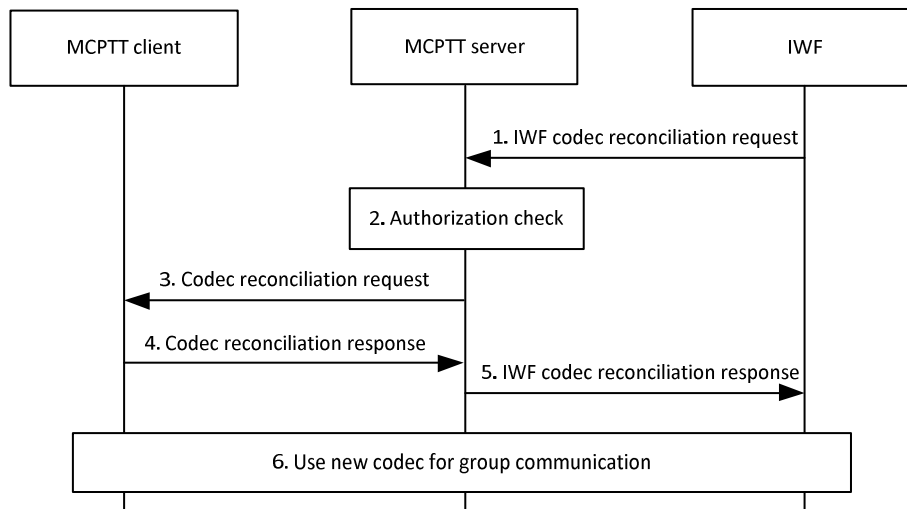 MCPTT client
MCPTT server
IWF
1. IWF codec reconciliation request
2. Authorization check
3. Codec reconciliation request
4. Codec reconciliation response
5. IWF codec reconciliation response
6. Use new codec for group communication